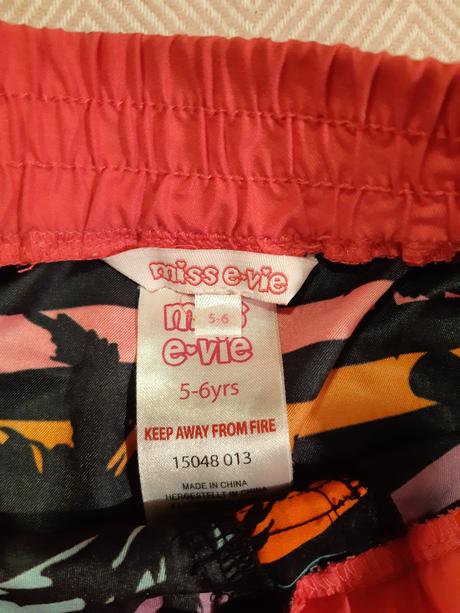 miss e•vie
5-6
miss
e•vie
5-6yrs
KEEP AWAY FROM FIRE
15048 013
MADE IN CHINA
HERGESTELLT IN CHINA